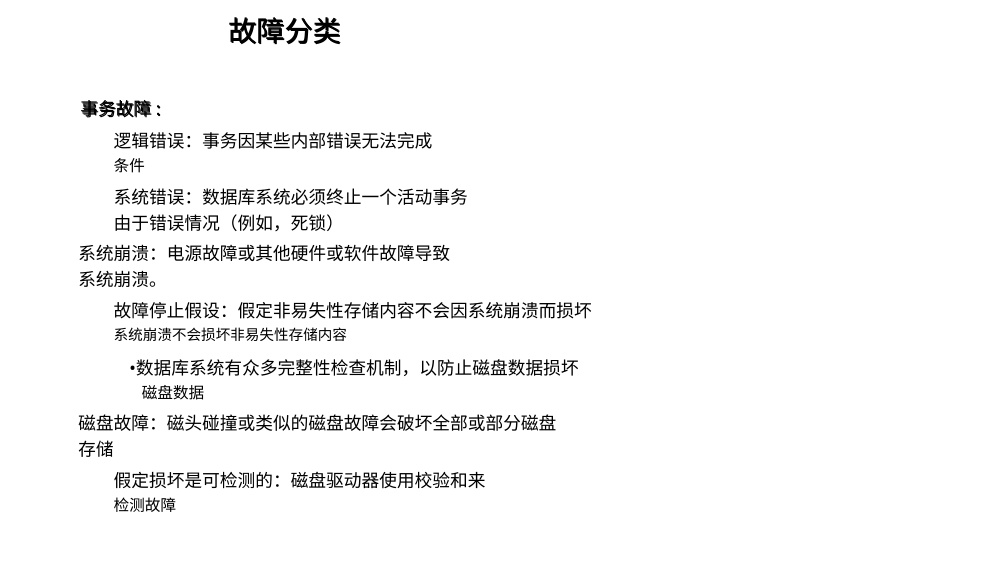 故障分类
事务故障：
逻辑错误：事务因某些内部错误无法完成
条件
系统错误：数据库系统必须终止一个活动事务
由于错误情况（例如，死锁）
系统崩溃：电源故障或其他硬件或软件故障导致
系统崩溃。
故障停止假设：假定非易失性存储内容不会因系统崩溃而损坏
系统崩溃不会损坏非易失性存储内容
•数据库系统有众多完整性检查机制，以防止磁盘数据损坏
磁盘数据
磁盘故障：磁头碰撞或类似的磁盘故障会破坏全部或部分磁盘
存储
假定损坏是可检测的：磁盘驱动器使用校验和来
检测故障